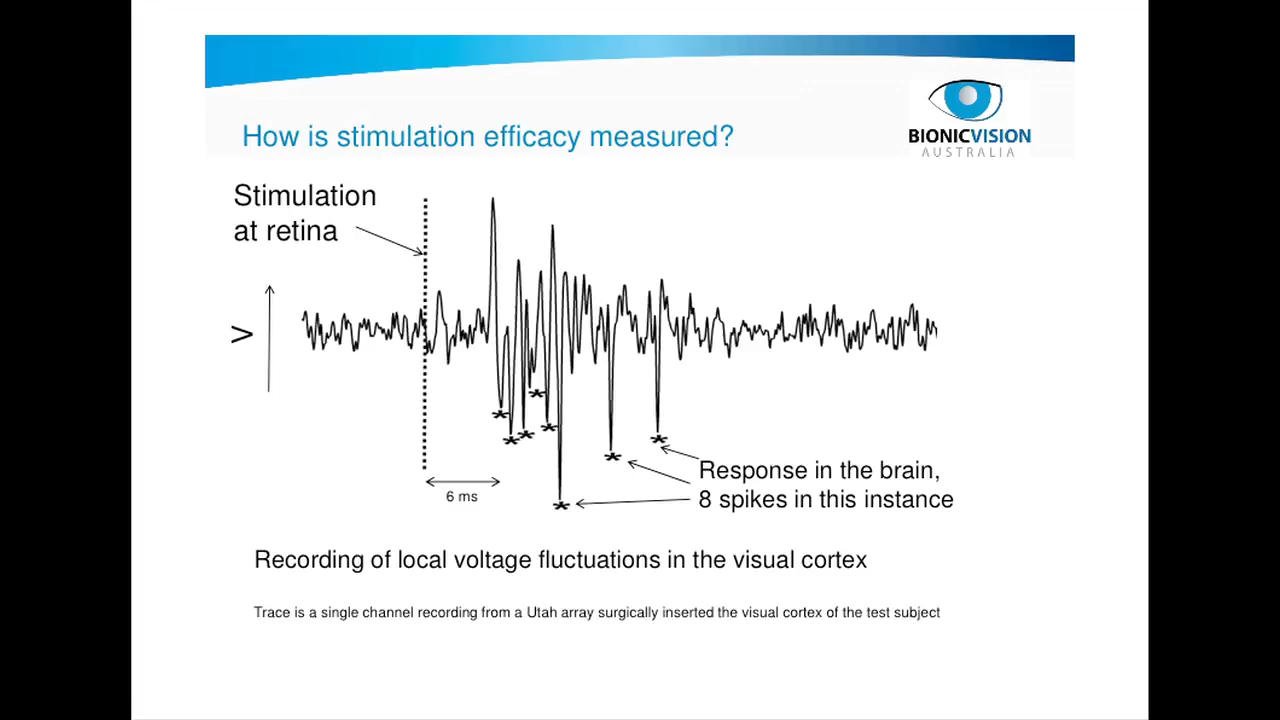 How is stimulation efficacy measured?
BIONICVISION
AUSTRALIA
Stimulation
at retina
V
6 ms
*
*
*
*
*
*
*
*
Response in the brain,
8 spikes in this instance
Recording of local voltage fluctuations in the visual cortex
Trace is a single channel recording from a Utah array surgically inserted the visual cortex of the test subject